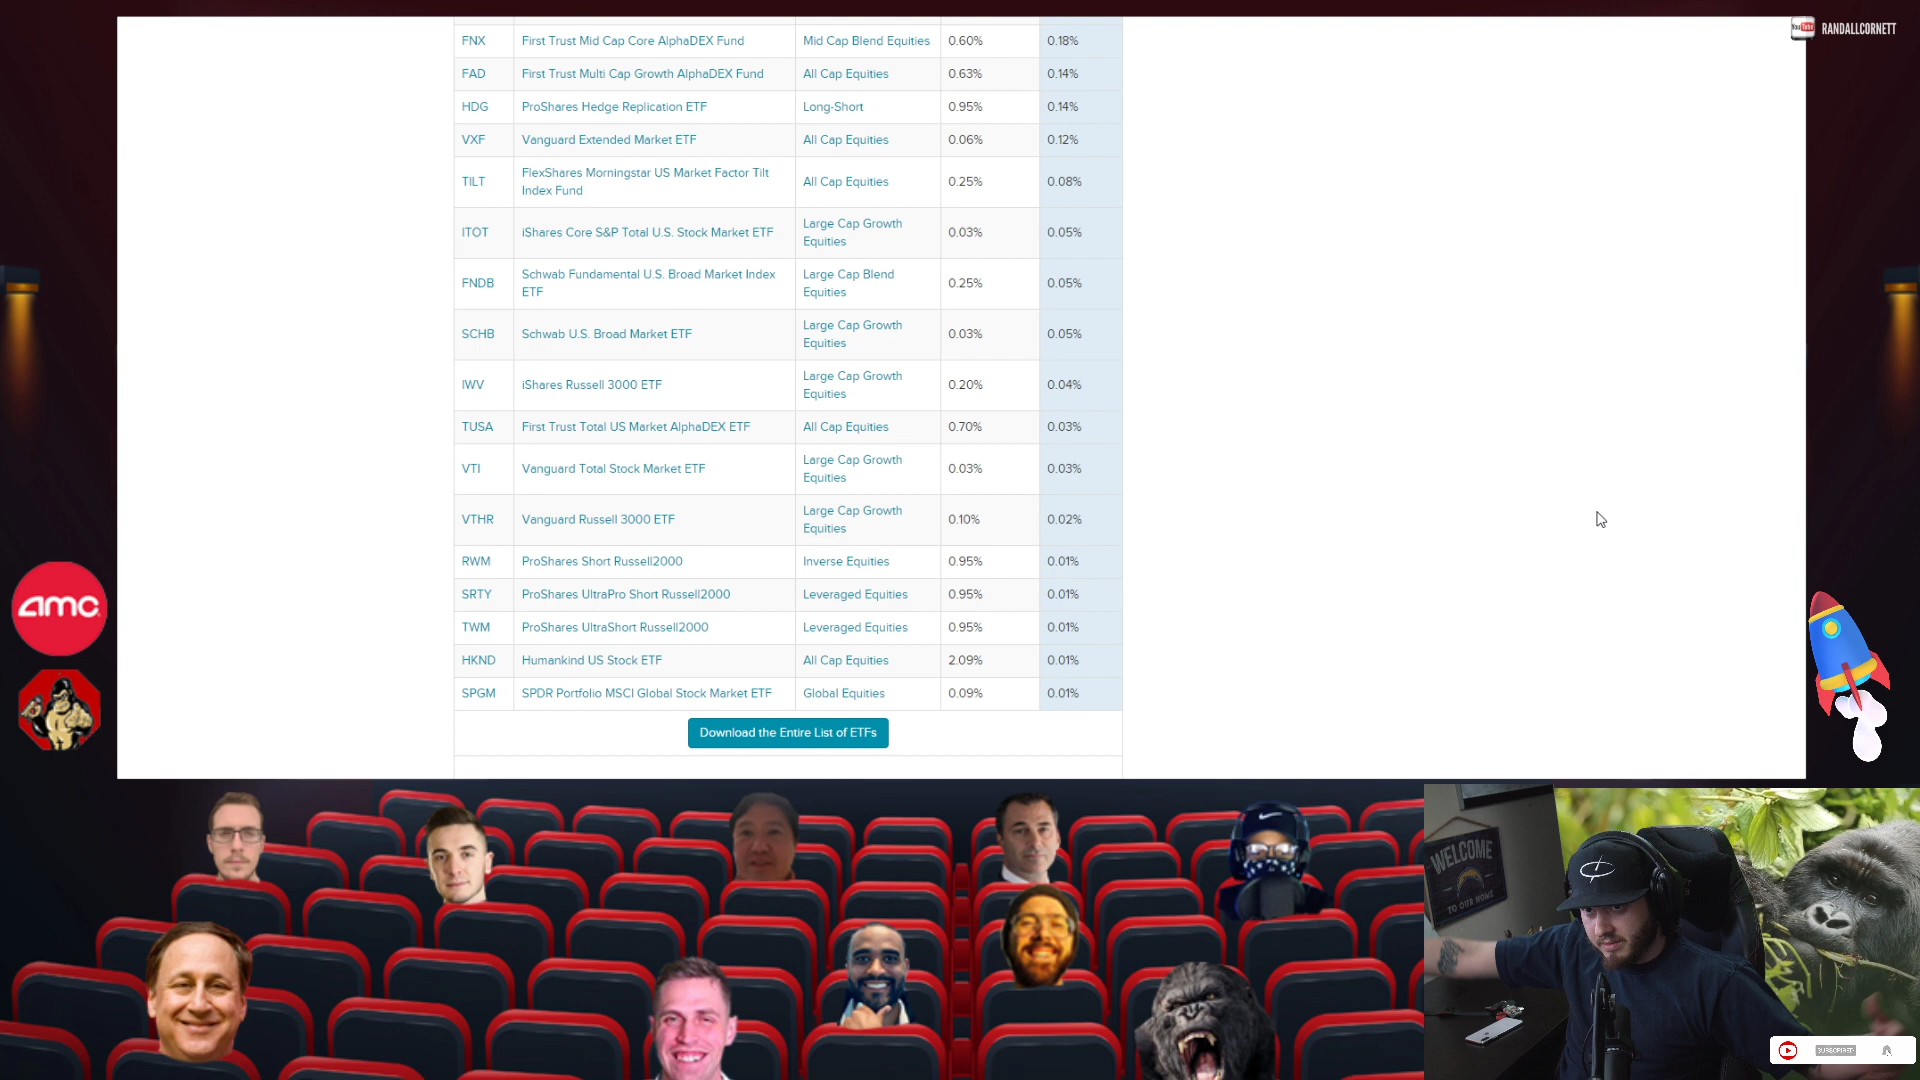 RANDALLCORNETT
FNX First Trust Mid Cap Core AlphaDEX Fund Mid Cap Blend Equities 0.60% 0.18%
FAD First Trust Multi Cap Growth AlphaDEX Fund All Cap Equities 0.63% 0.14%
HDG ProShares Hedge Replication ETF Long-Short 0.95% 0.14%
VXF Vanguard Extended Market ETF All Cap Equities 0.06% 0.12%
TILT FlexShares Morningstar US Market Factor Tilt
Index Fund All Cap Equities 0.25% 0.08%
ITOT iShares Core S&P Total U.S. Stock Market ETF Large Cap Growth
Equities 0.03% 0.05%
FNDB Schwab Fundamental U.S. Broad Market Index
ETF Large Cap Blend
Equities 0.25% 0.05%
SCHB Schwab U.S. Broad Market ETF Large Cap Growth
Equities 0.03% 0.05%
IWV iShares Russell 3000 ETF Large Cap Growth
Equities 0.20% 0.04%
TUSA First Trust Total US Market AlphaDEX ETF All Cap Equities 0.70% 0.03%
VTI Vanguard Total Stock Market ETF Large Cap Growth
Equities 0.03% 0.03%
VTHR Vanguard Russell 3000 ETF Large Cap Growth
Equities 0.10% 0.02%
RWM ProShares Short Russell2000 Inverse Equities 0.95% 0.01%
SRTY ProShares UltraPro Short Russell2000 Leveraged Equities 0.95% 0.01%
TWM ProShares UltraShort Russell2000 Leveraged Equities 0.95% 0.01%
HKND Humankind US Stock ETF All Cap Equities 2.09% 0.01%
SPGM SPDR Portfolio MSCI Global Stock Market ETF Global Equities 0.09% 0.01%
Download the Entire List of ETFs
amc
WELCOME
TO OUR HOME
SUBSCRIBED